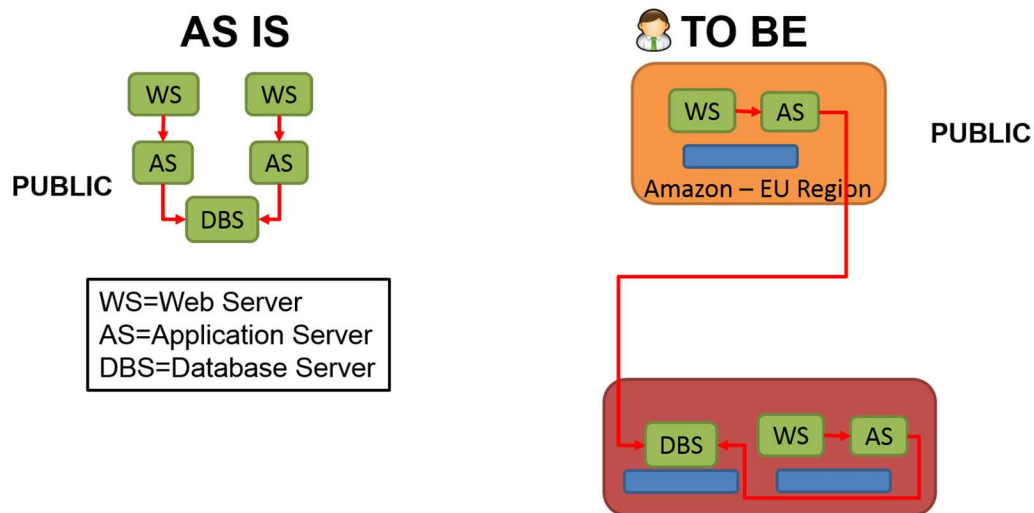 AS IS
WS
WS
AS
AS
PUBLIC
DBS
WS=Web Server
AS=Application Server
DBS=Database Server
TO BE
WS
AS
PUBLIC
Amazon – EU Region
DBS
WS
AS